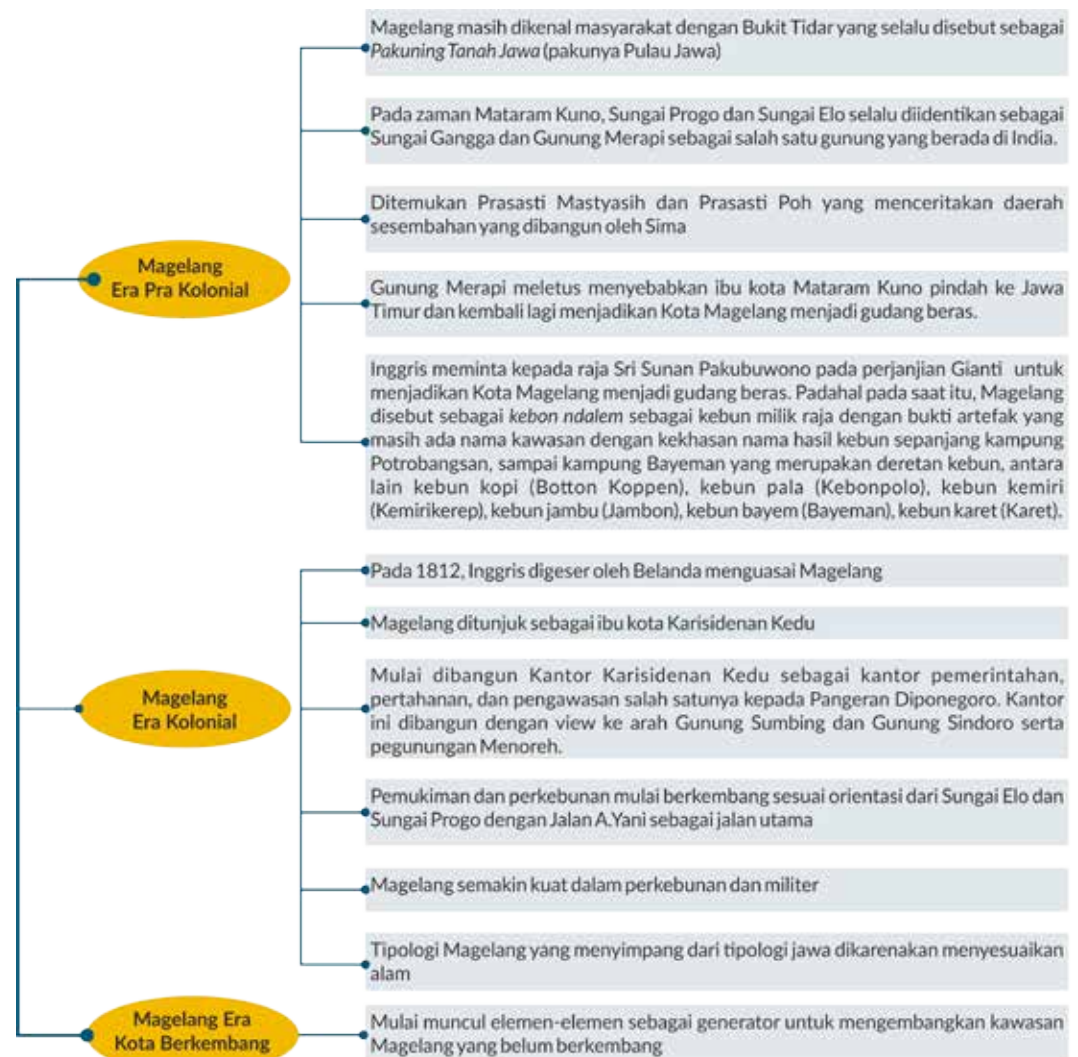 Magelang
Era Pra Kolonial
Magelang masih dikenal masyarakat dengan Bukit Tidar yang selalu disebut sebagai
Pakuning Tanah Jawa (pakunya Pulau Jawa)
Pada zaman Mataram Kuno, Sungai Progo dan Sungai Elo selalu diidentikan sebagai
Sungai Gangga dan Gunung Merapi sebagai salah satu gunung yang berada di India.
Ditemukan Prasasti Mastyasih dan Prasasti Poh yang menceritakan daerah
sesembahan yang dibangun oleh Sima
Gunung Merapi meletus menyebabkan ibu kota Mataram Kuno pindah ke Jawa
Timur dan kembali lagi menjadikan Kota Magelang menjadi gudang beras.
Inggris meminta kepada raja Sri Sunan Pakubuwono pada perjanjian Gianti untuk
menjadikan Kota Magelang menjadi gudang beras. Padahal pada saat itu, Magelang
disebut sebagai kebon ndalem sebagai kebun milik raja dengan bukti artefak yang
masih ada nama kawasan dengan kekhasan nama hasil kebun sepanjang kampung
Potrobangsan, sampai kampung Bayeman yang merupakan deretan kebun, antara
lain kebun kopi (Botton Koppen), kebun pala (Kebonpolo), kebun kemiri
(Kemirikerep), kebun jambu (Jambon), kebun bayem (Bayeman), kebun karet (Karet).
Magelang
Era Kolonial
Pada 1812, Inggris digeser oleh Belanda menguasai Magelang
Magelang ditunjuk sebagai ibu kota Karisidenan Kedu
Mulai dibangun Kantor Karisidenan Kedu sebagai kantor pemerintahan,
pertahanan, dan pengawasan salah satunya kepada Pangeran Diponegoro. Kantor
ini dibangun dengan view ke arah Gunung Sumbing dan Gunung Sindoro serta
pegunungan Menoreh.
Pemukiman dan perkebunan mulai berkembang sesuai orientasi dari Sungai Elo dan
Sungai Progo dengan Jalan A.Yani sebagai jalan utama
Magelang semakin kuat dalam perkebunan dan militer
Tipologi Magelang yang menyimpang dari tipologi jawa dikarenakan menyesuaikan
alam
Magelang Era
Kota Berkembang
Mulai muncul elemen-elemen sebagai generator untuk mengembangkan kawasan
Magelang yang belum berkembang